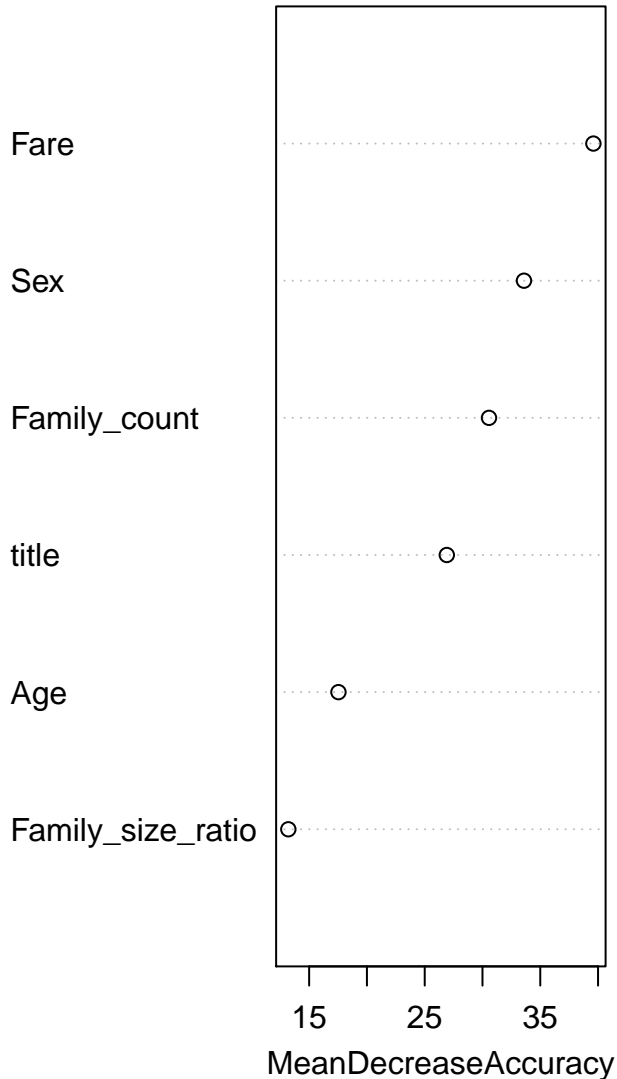 Fare
Sex
Family_count
title
Age
Family_size_ratio
15 25 35
MeanDecreaseAccuracy